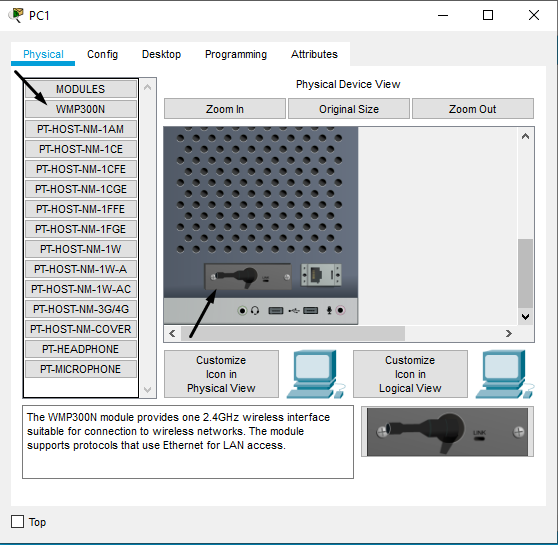 PC1
Physical Config Desktop Programming Attributes
MODULES
WMP300N
PT-HOST-NM-1AM
PT-HOST-NM-1CE
PT-HOST-NM-1CFE
PT-HOST-NM-1CGE
PT-HOST-NM-1FFE
PT-HOST-NM-1FGE
PT-HOST-NM-1W
PT-HOST-NM-1W-A
PT-HOST-NM-1W-AC
PT-HOST-NM-3G/4G
PT-HOST-NM-COVER
PT-HEADPHONE
PT-MICROPHONE
Physical Device View
Zoom In Original Size Zoom Out
Customize
Icon in
Physical View
Customize
Icon in
Logical View
The WMP300N module provides one 2.4GHz wireless interface
suitable for connection to wireless networks. The module
supports protocols that use Ethernet for LAN access.
LINK
Top